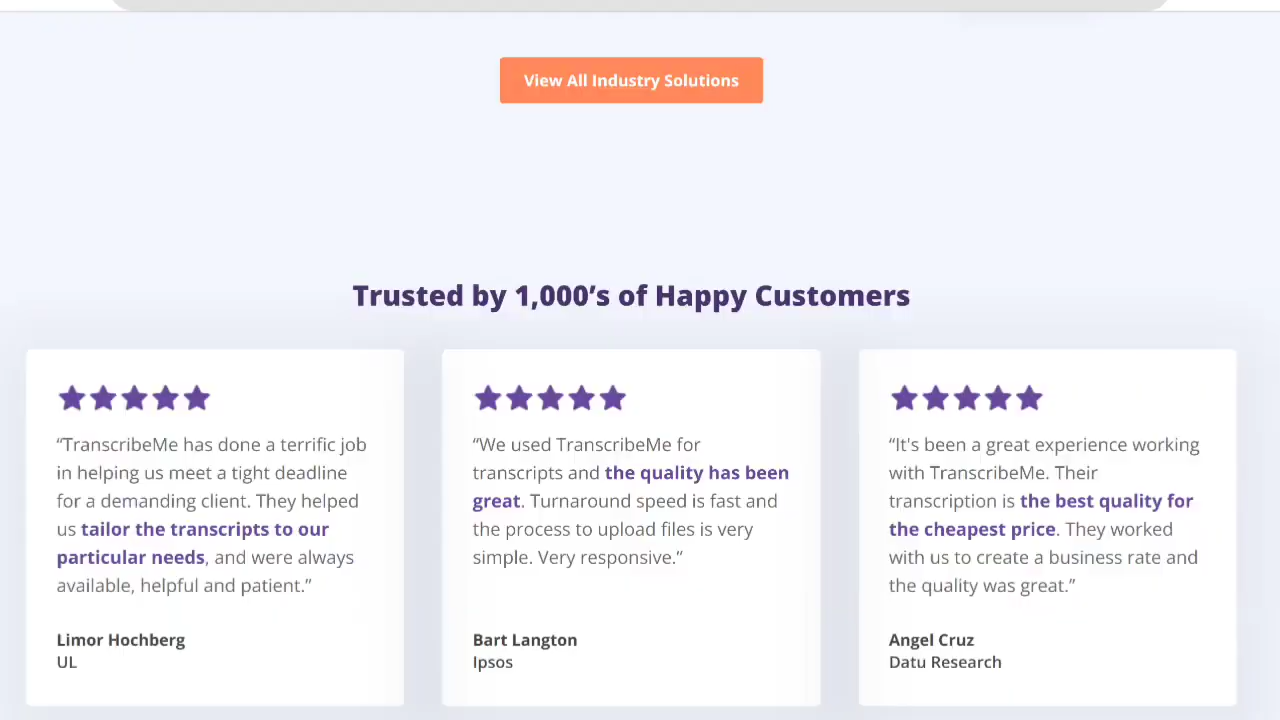 View All Industry Solutions
Trusted by 1,000’s of Happy Customers
“TranscribeMe has done a terrific job
in helping us meet a tight deadline
for a demanding client. They helped
us tailor the transcripts to our
particular needs, and were always
available, helpful and patient.”
Limor Hochberg
UL
“We used TranscribeMe for
transcripts and the quality has been
great. Turnaround speed is fast and
the process to upload files is very
simple. Very responsive.“
Bart Langton
Ipsos
“It's been a great experience working
with TranscribeMe. Their
transcription is the best quality for
the cheapest price. They worked
with us to create a business rate and
the quality was great.”
Angel Cruz
Datu Research